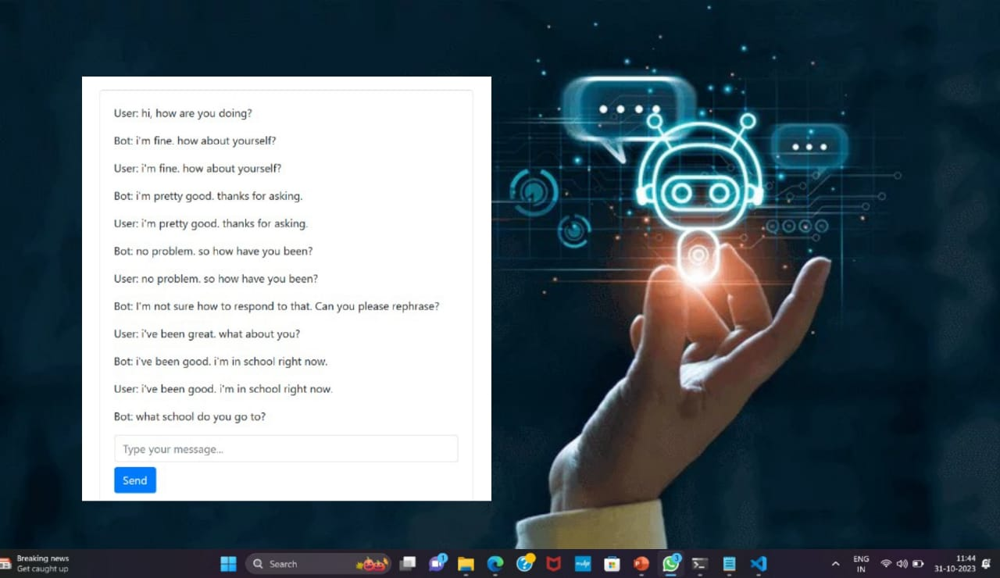 User: hi, how are you doing?
Bot: i'm fine. how about yourself?
User: i'm fine. how about yourself?
Bot: i'm pretty good. thanks for asking.
User: i'm pretty good. thanks for asking.
Bot: no problem. so how have you been?
User: no problem. so how have you been?
Bot: I'm not sure how to respond to that. Can you please rephrase?
User: i've been great. what about you?
Bot: i've been good. i'm in school right now.
User: i've been good. i'm in school right now.
Bot: what school do you go to?
Type your message...
Send
Breaking news
Get caught up
Search
1
3
ENG
IN
11:44
31-10-2023